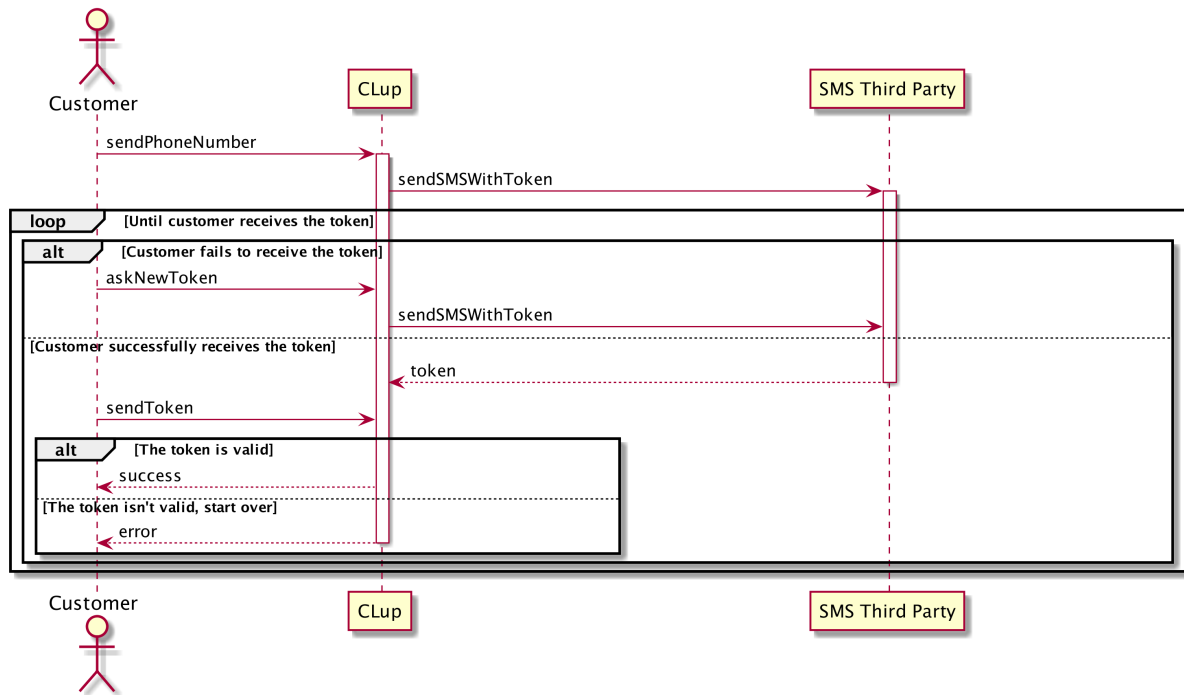 Customer
CLup
SMS Third Party
sendPhoneNumber
sendSMSWithToken
loop [Until customer receives the token]
alt [Customer fails to receive the token]
askNewToken
sendSMSWithToken
[Customer successfully receives the token]
token
sendToken
alt [The token is valid]
success
[The token isn't valid, start over]
error
Customer
CLup
SMS Third Party